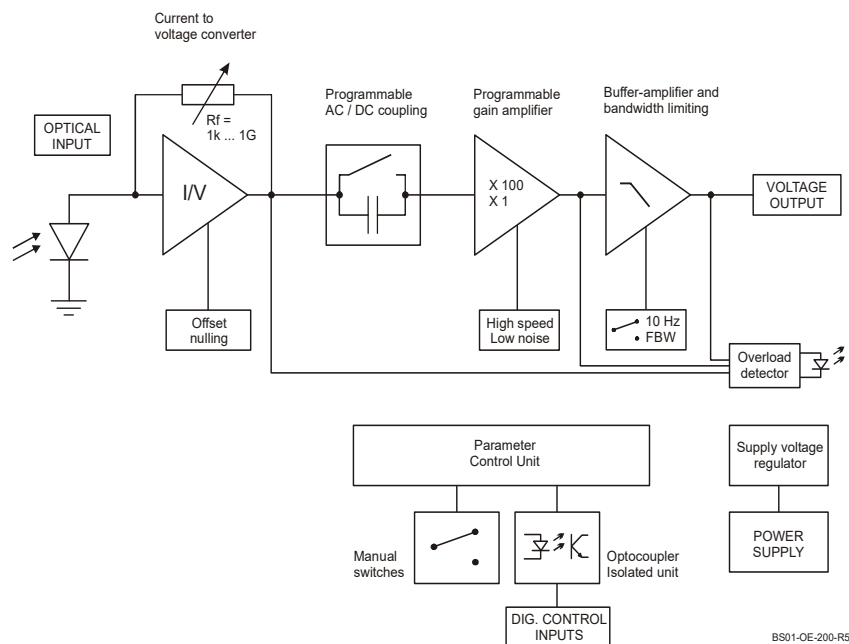 Current to
voltage converter
Rf =
1k ... 1G
OPTICAL
INPUT
I/V
Offset
nulling
Programmable
AC / DC coupling
Programmable
gain amplifier
X 100
X 1
High speed
Low noise
Buffer-amplifier and
bandwidth limiting
10 Hz
FBW
VOLTAGE
OUTPUT
Overload
detector
Parameter
Control Unit
Manual
switches
Optocoupler
Isolated unit
DIG. CONTROL
INPUTS
Supply voltage
regulator
POWER
SUPPLY
BS01-OE-200-R5